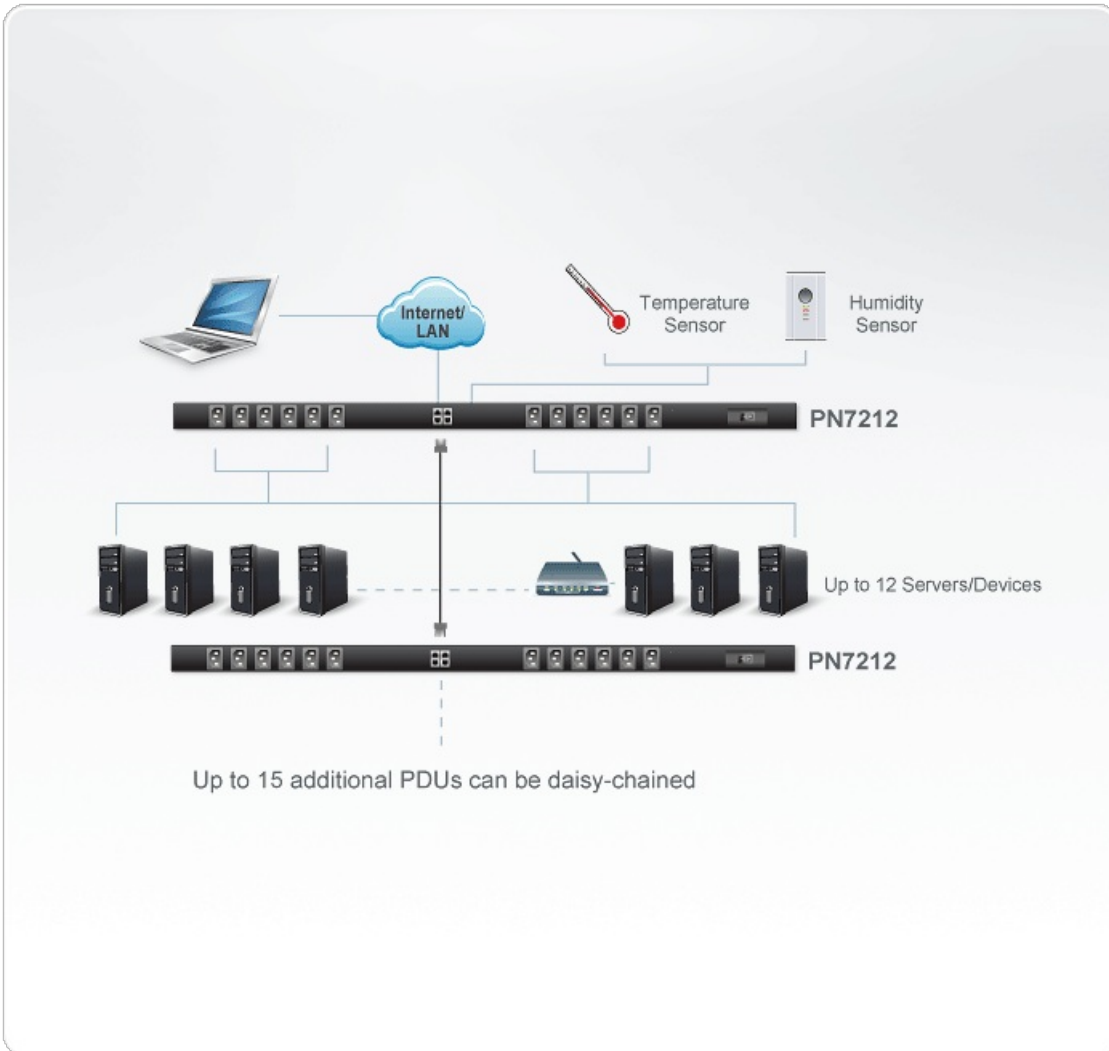 Internet/
LAN
Temperature
Sensor
Humidity
Sensor
PN7212
Up to 12 Servers/Devices
PN7212
Up to 15 additional PDUs can be daisy-chained